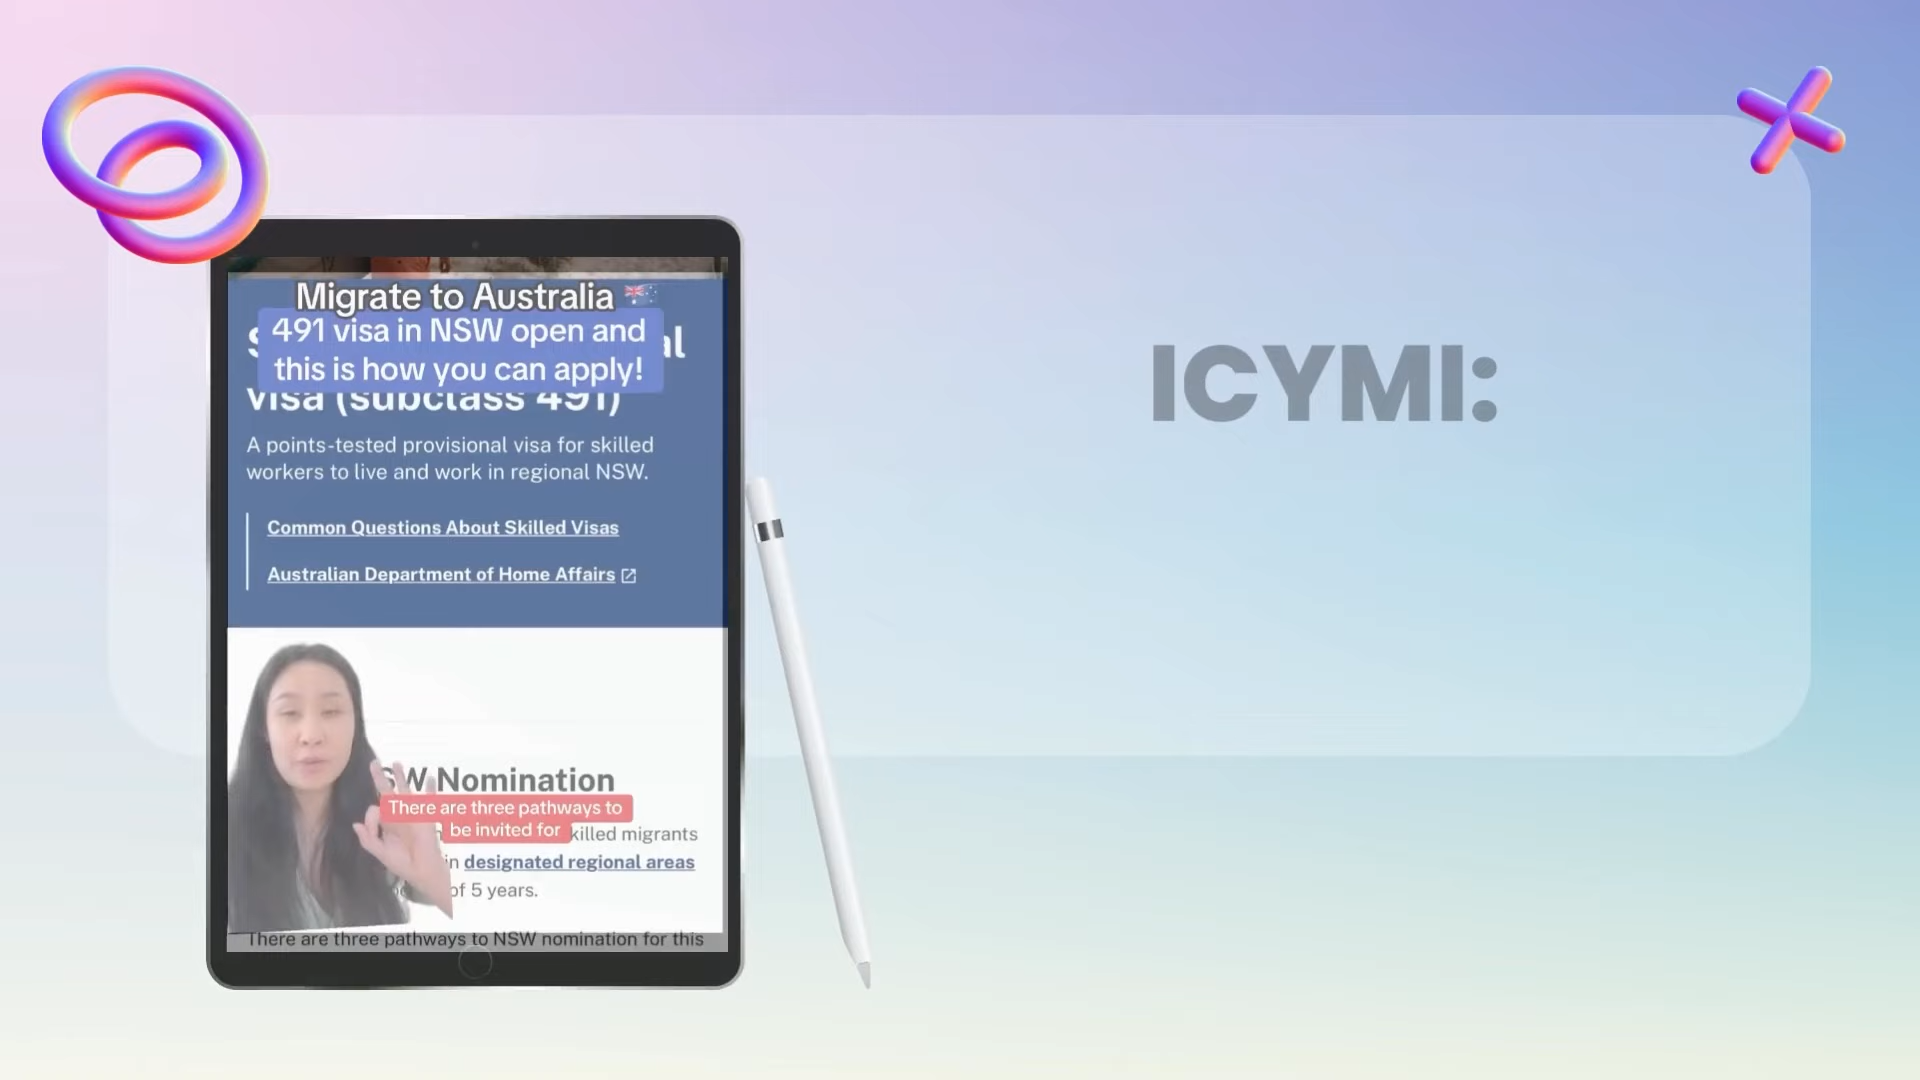 Migrate to Australia
491 visa in NSW open and
this is how you can apply!
visa (subclass 491)
A points-tested provisional visa for skilled
workers to live and work in regional NSW.
Common Questions About Skilled Visas
Australian Department of Home Affairs
Nomination
There are three pathways to
be invited for
killed migrants
in designated regional areas
of 5 years.
There are three pathways to NSW nomination for this
ICYMI: